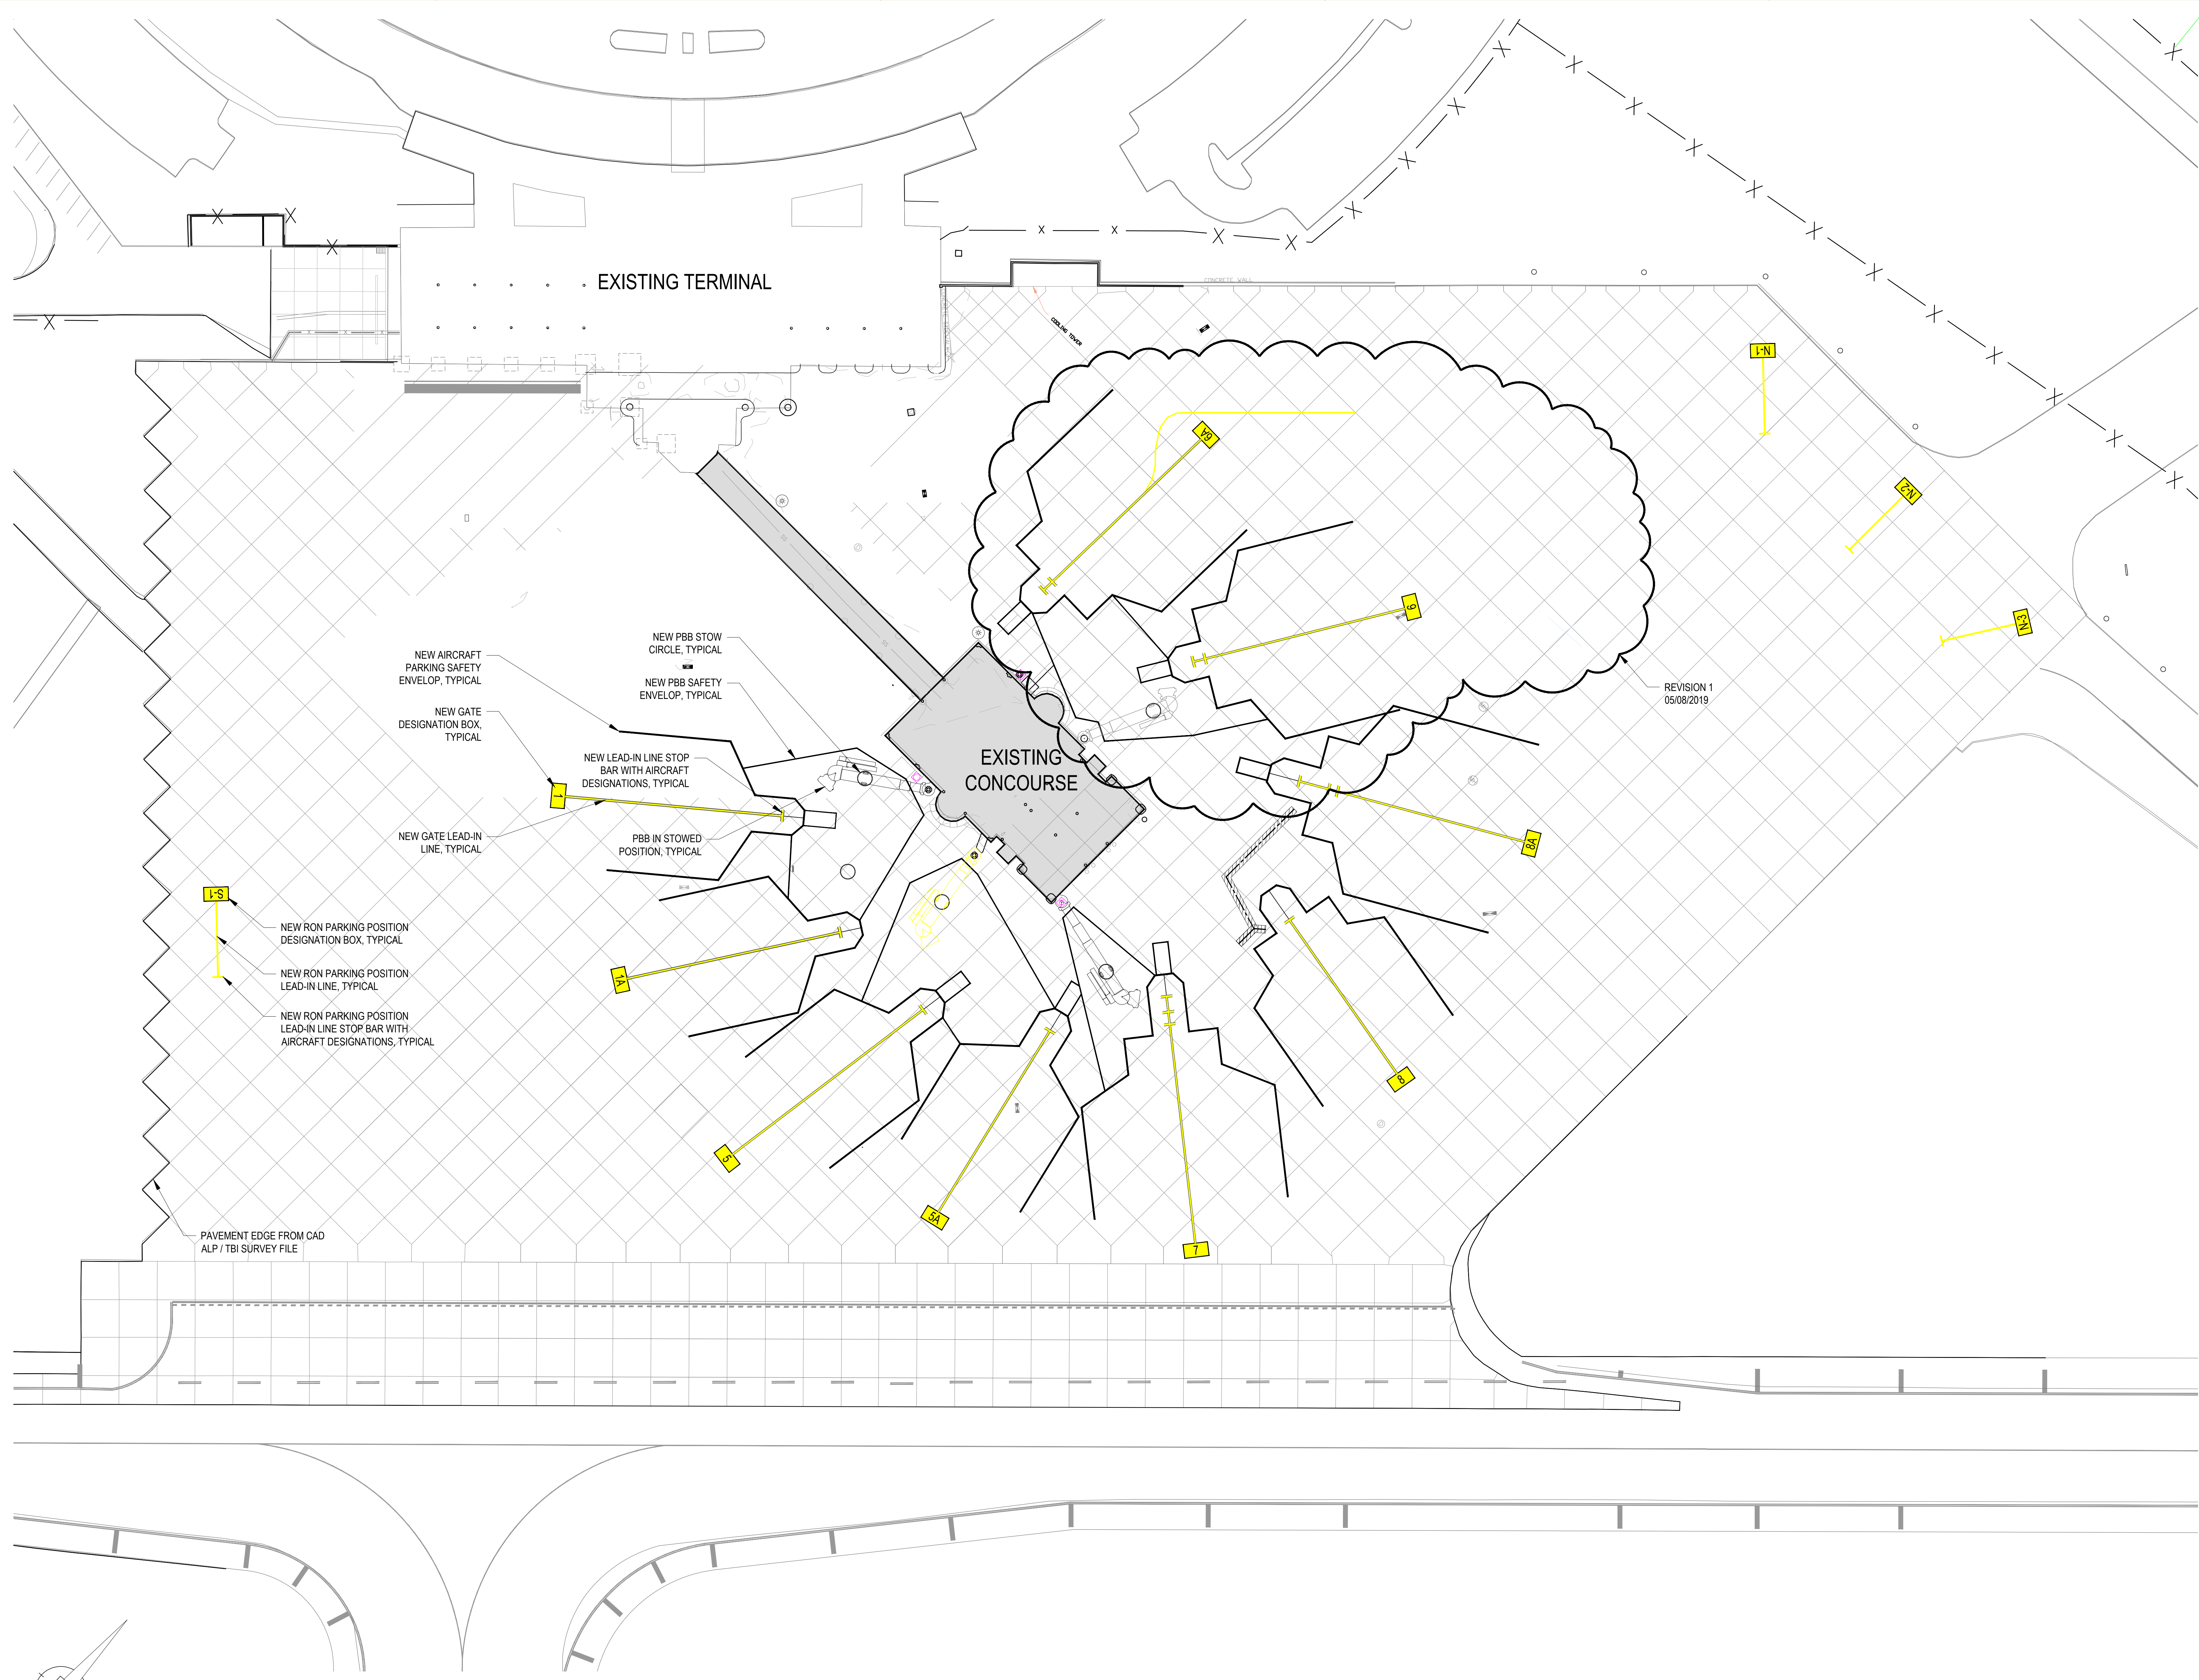 EXISTING TERMINAL
CONCRETE WALL
COOLING TOWER
N-1
N-2
N-3
6A
9
REVISION 1
05/08/2019
NEW PBB STOW
CIRCLE, TYPICAL
NEW AIRCRAFT
PARKING SAFETY
ENVELOP, TYPICAL
NEW PBB SAFETY
ENVELOP, TYPICAL
NEW GATE
DESIGNATION BOX,
TYPICAL
NEW LEAD-IN LINE STOP
BAR WITH AIRCRAFT
DESIGNATIONS, TYPICAL
EXISTING
CONCOURSE
1
NEW GATE LEAD-IN
LINE, TYPICAL
PBB IN STOWED
POSITION, TYPICAL
8A
S-1
NEW RON PARKING POSITION
DESIGNATION BOX, TYPICAL
NEW RON PARKING POSITION
LEAD-IN LINE, TYPICAL
NEW RON PARKING POSITION
LEAD-IN LINE STOP BAR WITH
AIRCRAFT DESIGNATIONS, TYPICAL
1A
8
5
5A
7
PAVEMENT EDGE FROM CAD
ALP / TBI SURVEY FILE